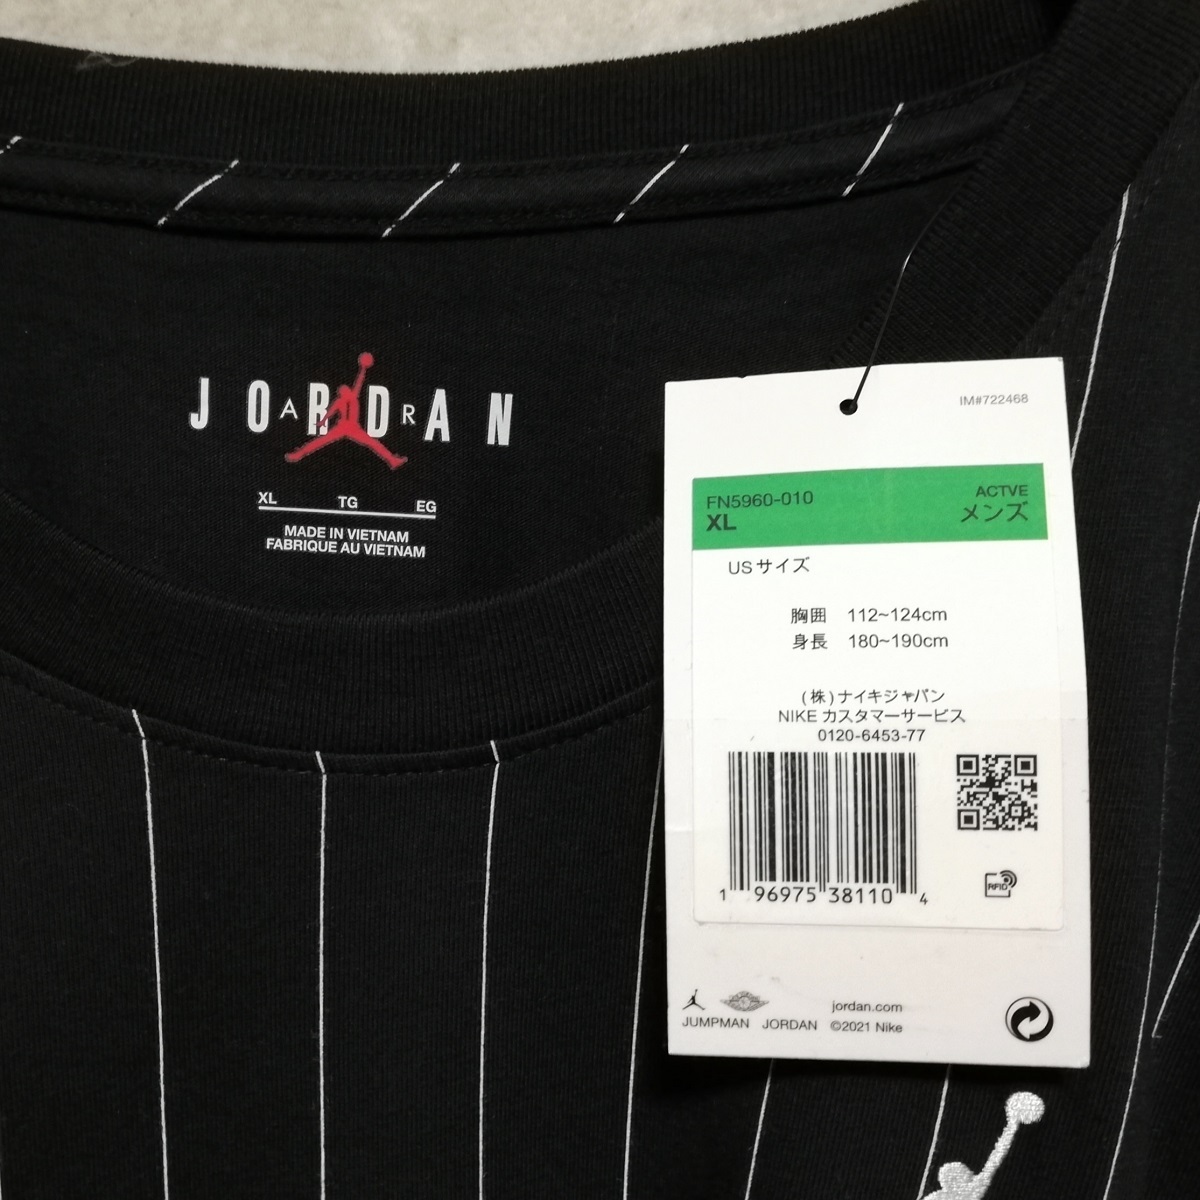 JORDAN
AIR
XL TG EG
MADE IN VIETNAM
FABRIQUE AU VIETNAM
IM#722468
FN5960-010 ACTVE
XL メンズ
USサイズ
胸囲 112~124cm
身長 180~190cm
(株)ナイキジャパン
NIKE カスタマーサービス
0120-6453-77
1 96975 38110 4
RFID
jordan.com
JUMPMAN JORDAN ©2021 Nike